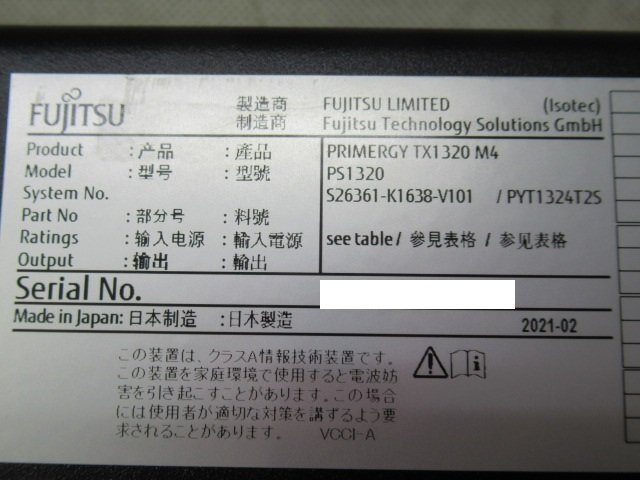 FUJITSU 製造商 FUJITSU LIMITED (Isotec)
制造商 Fujitsu Technology Solutions GmbH
Product :产品 :產品 PRIMERGY TX1320 M4
Model :型号 :型號 PS1320
System No. S26361-K1638-V101 / PYT1324T2S
Part No :部分号 :料號
Ratings :输入电源 :輸入電源 see table / 參見表格 / 参见表格
Output :输出 :輸出
Serial No.
Made in Japan: 日本制造 :日本製造 2021-02
この装置は、クラスA情報技術装置です。
この装置を家庭環境で使用すると電波妨
害を引き起こすことがあります。この場合
には使用者が適切な対策を講ずるよう要
求されることがあります。 VCCI-A